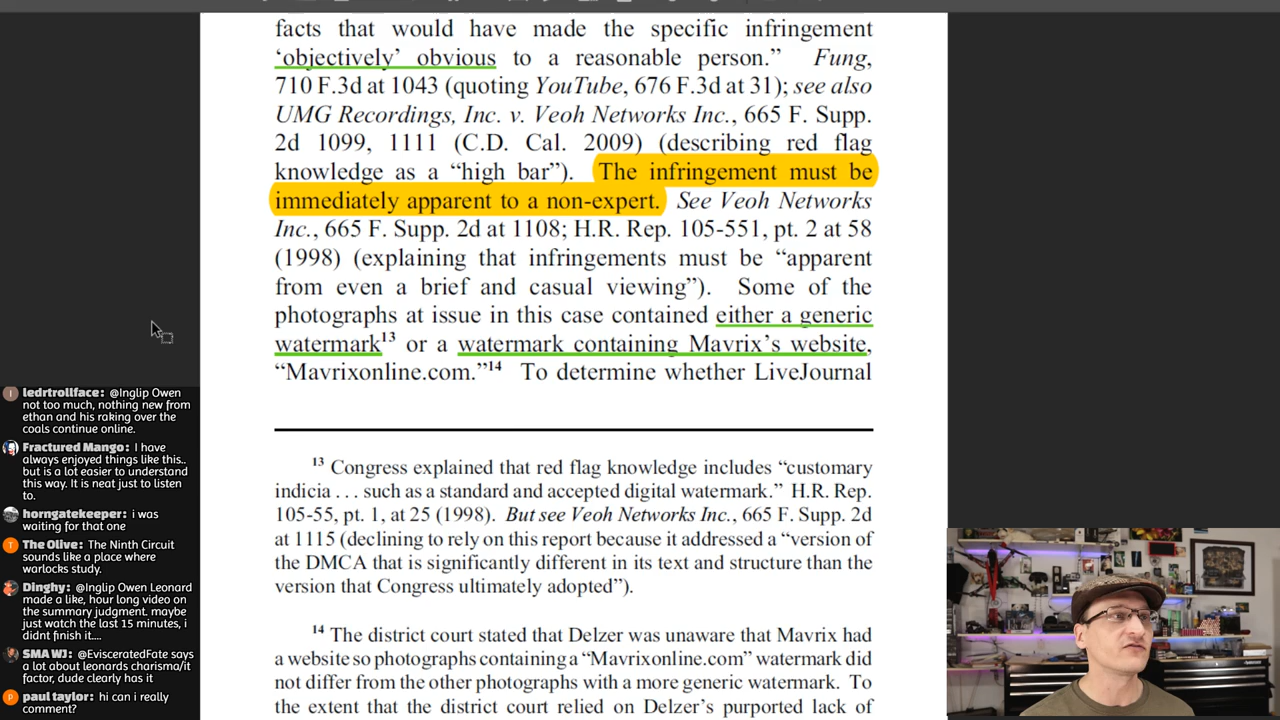 facts that would have made the specific infringement
‘objectively’ obvious to a reasonable person.” Fung,
710 F.3d at 1043 (quoting YouTube, 676 F.3d at 31); see also
UMG Recordings, Inc. v. Veoh Networks Inc., 665 F. Supp.
2d 1099, 1111 (C.D. Cal. 2009) (describing red flag
knowledge as a “high bar”). The infringement must be
immediately apparent to a non-expert. See Veoh Networks
Inc., 665 F. Supp. 2d at 1108; H.R. Rep. 105-551, pt. 2 at 58
(1998) (explaining that infringements must be “apparent
from even a brief and casual viewing”). Some of the
photographs at issue in this case contained either a generic
watermark13 or a watermark containing Mavrix’s website,
“Mavrixonline.com.”14 To determine whether LiveJournal
13 Congress explained that red flag knowledge includes “customary
indicia . . . such as a standard and accepted digital watermark.” H.R. Rep.
105-55, pt. 1, at 25 (1998). But see Veoh Networks Inc., 665 F. Supp. 2d
at 1115 (declining to rely on this report because it addressed a “version of
the DMCA that is significantly different in its text and structure than the
version that Congress ultimately adopted”).
14 The district court stated that Delzer was unaware that Mavrix had
a website so photographs containing a “Mavrixonline.com” watermark did
not differ from the other photographs with a more generic watermark. To
the extent that the district court relied on Delzer’s purported lack of
ledrtrollface: @Inglip Owen
not too much, nothing new from
ethan and his raking over the
coals continue online.
Fractured Mango: I have
always enjoyed things like this..
but is a lot easier to understand
this way. It is neat just to listen
to.
horngatekeeper: i was
waiting for that one
The Olive: The Ninth Circuit
sounds like a place where
warlocks study.
Dinghy: @Inglip Owen Leonard
made a like, hour long video on
the summary judgment. maybe
just watch the last 15 minutes, i
didnt finish it....
SMA WJ: @EvisceratedFate says
a lot about leonards charisma/it
factor, dude clearly has it
paul taylor: hi can i really
comment?